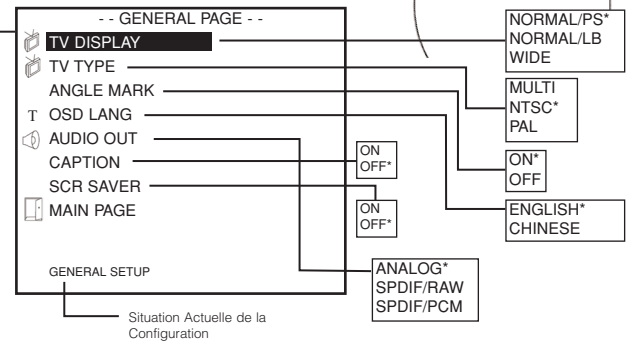 - - GENERAL PAGE - -
TV DISPLAY
TV TYPE
ANGLE MARK
T OSD LANG
AUDIO OUT
CAPTION
SCR SAVER
MAIN PAGE
GENERAL SETUP
Situation Actuelle de la
Configuration
NORMAL/PS*
NORMAL/LB
WIDE
MULTI
NTSC*
PAL
ON*
OFF
ENGLISH*
CHINESE
ON
OFF*
ON
OFF*
ANALOG*
SPDIF/RAW
SPDIF/PCM